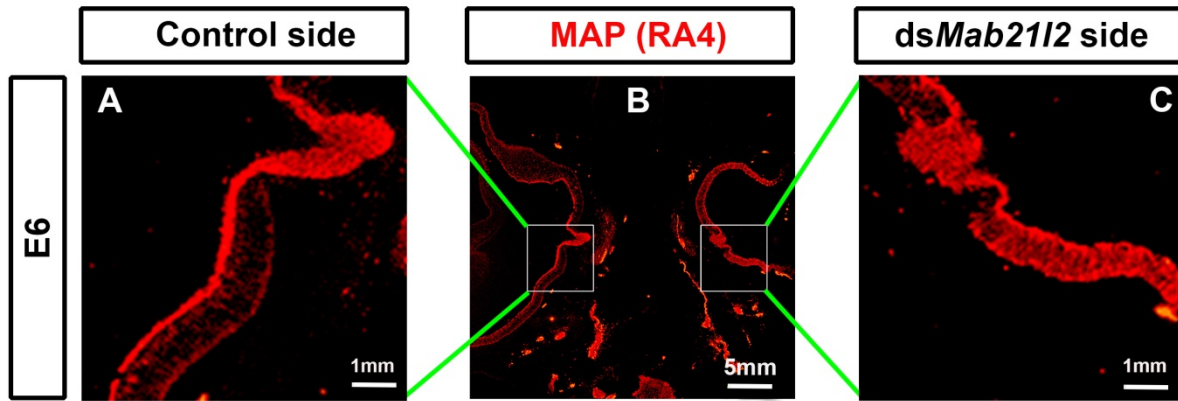 Control side
MAP (RA4)
dsMab21l2 side
E6
A
B
C
1mm
5mm
1mm